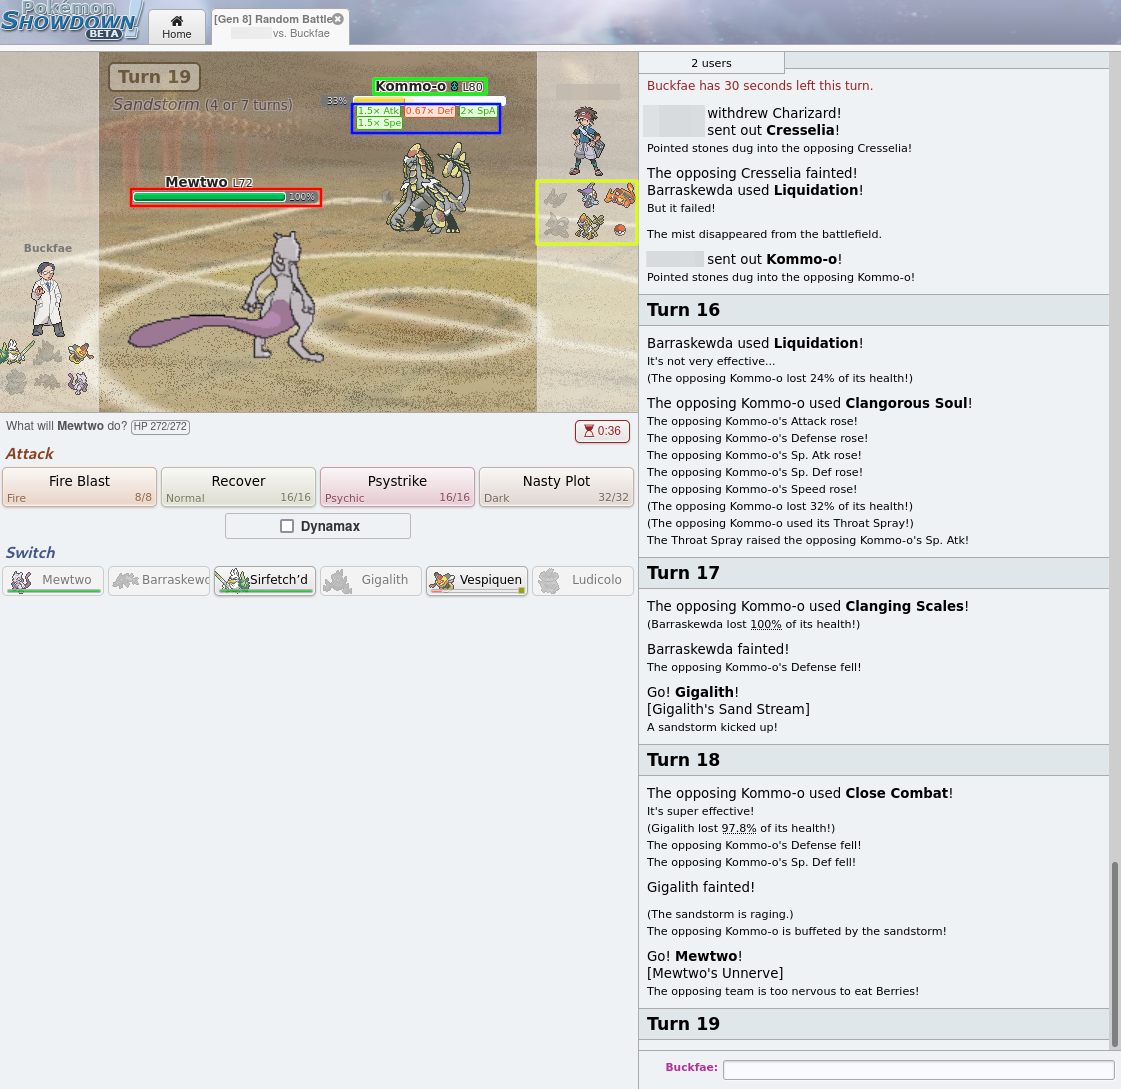 Pokémon
SHOWDOWN!
BETA
Home
[Gen 8] Random Battle
vs. Buckfae
Turn 19
Sandstorm (4 or 7 turns)
Kommo-o L80
33%
1.5× Atk 0.67× Def 2× SpA
1.5× Spe
Mewtwo L72
100%
Buckfae
What will Mewtwo do? HP 272/272
0:36
Attack
Fire Blast
Fire 8/8
Recover
Normal 16/16
Psystrike
Psychic 16/16
Nasty Plot
Dark 32/32
Dynamax
Switch
Mewtwo
Barraskewd
Sirfetch’d
Gigalith
Vespiquen
Ludicolo
2 users
Buckfae has 30 seconds left this turn.
withdrew Charizard!
sent out Cresselia!
Pointed stones dug into the opposing Cresselia!
The opposing Cresselia fainted!
Barraskewda used Liquidation!
But it failed!
The mist disappeared from the battlefield.
sent out Kommo-o!
Pointed stones dug into the opposing Kommo-o!
Turn 16
Barraskewda used Liquidation!
It's not very effective...
(The opposing Kommo-o lost 24% of its health!)
The opposing Kommo-o used Clangorous Soul!
The opposing Kommo-o's Attack rose!
The opposing Kommo-o's Defense rose!
The opposing Kommo-o's Sp. Atk rose!
The opposing Kommo-o's Sp. Def rose!
The opposing Kommo-o's Speed rose!
(The opposing Kommo-o lost 32% of its health!)
(The opposing Kommo-o used its Throat Spray!)
The Throat Spray raised the opposing Kommo-o's Sp. Atk!
Turn 17
The opposing Kommo-o used Clanging Scales!
(Barraskewda lost 100% of its health!)
Barraskewda fainted!
The opposing Kommo-o's Defense fell!
Go! Gigalith!
[Gigalith's Sand Stream]
A sandstorm kicked up!
Turn 18
The opposing Kommo-o used Close Combat!
It's super effective!
(Gigalith lost 97.8% of its health!)
The opposing Kommo-o's Defense fell!
The opposing Kommo-o's Sp. Def fell!
Gigalith fainted!
(The sandstorm is raging.)
The opposing Kommo-o is buffeted by the sandstorm!
Go! Mewtwo!
[Mewtwo's Unnerve]
The opposing team is too nervous to eat Berries!
Turn 19
Buckfae: